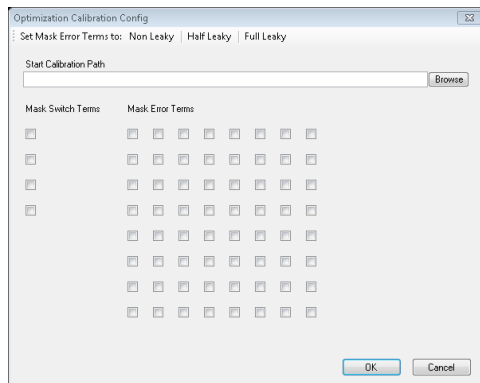 Optimization Calibration Config
Set Mask Error Terms to: Non Leaky | Half Leaky | Full Leaky
Start Calibration Path
Browse
Mask Switch Terms Mask Error Terms
OK Cancel